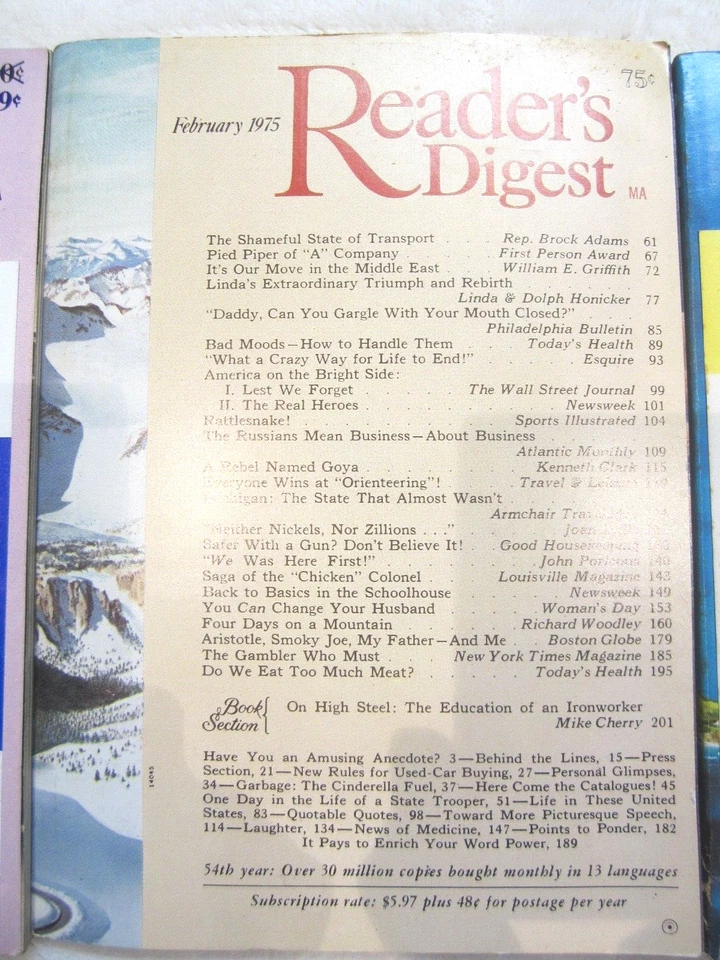 0¢
9¢
February 1975
Reader's
Digest
75¢
MA
The Shameful State of Transport . . . Rep. Brock Adams 61
Pied Piper of "A" Company . . . . First Person Award 67
It's Our Move in the Middle East . . . . William E. Griffith 72
Linda's Extraordinary Triumph and Rebirth . . . .
Linda & Dolph Honicker 77
"Daddy, Can You Gargle With Your Mouth Closed?" . . .
Philadelphia Bulletin 85
Bad Moods—How to Handle Them . . . Today's Health 89
"What a Crazy Way for Life to End!" . . . . . . Esquire 93
America on the Bright Side:
I. Lest We Forget . . . . The Wall Street Journal 99
II. The Real Heroes . . . . . . . . . Newsweek 101
Rattlesnake! . . . . . . . . . Sports Illustrated 104
The Russians Mean Business—About Business . . . .
Atlantic Monthly 109
A Rebel Named Goya . . . . . . . Kenneth Clark 115
Everyone Wins at "Orienteering"! . . . . Travel & Leisure
Michigan: The State That Almost Wasn't . . . . .
Armchair
"Neither Nickels, Nor Zillions . . ." . . . . .
Safer With a Gun? Don't Believe It! . Good Housekeeping
"We Was Here First!" . . . . . . . . John 140
Saga of the "Chicken" Colonel . . . Louisville Magazine 143
Back to Basics in the Schoolhouse . . . . . Newsweek 149
You Can Change Your Husband . . . . Woman's Day 153
Four Days on a Mountain . . . . . Richard Woodley 160
Aristotle, Smoky Joe, My Father—And Me . . Boston Globe 179
The Gambler Who Must . . . New York Times Magazine 185
Do We Eat Too Much Meat? . . . . . Today's Health 195
Book Section On High Steel: The Education of an Ironworker
Mike Cherry 201
Have You an Amusing Anecdote? 3—Behind the Lines, 15—Press
Section, 21—New Rules for Used-Car Buying, 27—Personal Glimpses,
34—Garbage: The Cinderella Fuel, 37—Here Come the Catalogues! 45
One Day in the Life of a State Trooper, 51—Life in These United
States, 83—Quotable Quotes, 98—Toward More Picturesque Speech,
114—Laughter, 134—News of Medicine, 147—Points to Ponder, 182
It Pays to Enrich Your Word Power, 189
54th year: Over 30 million copies bought monthly in 13 languages
Subscription rate: $5.97 plus 48¢ for postage per year
14045